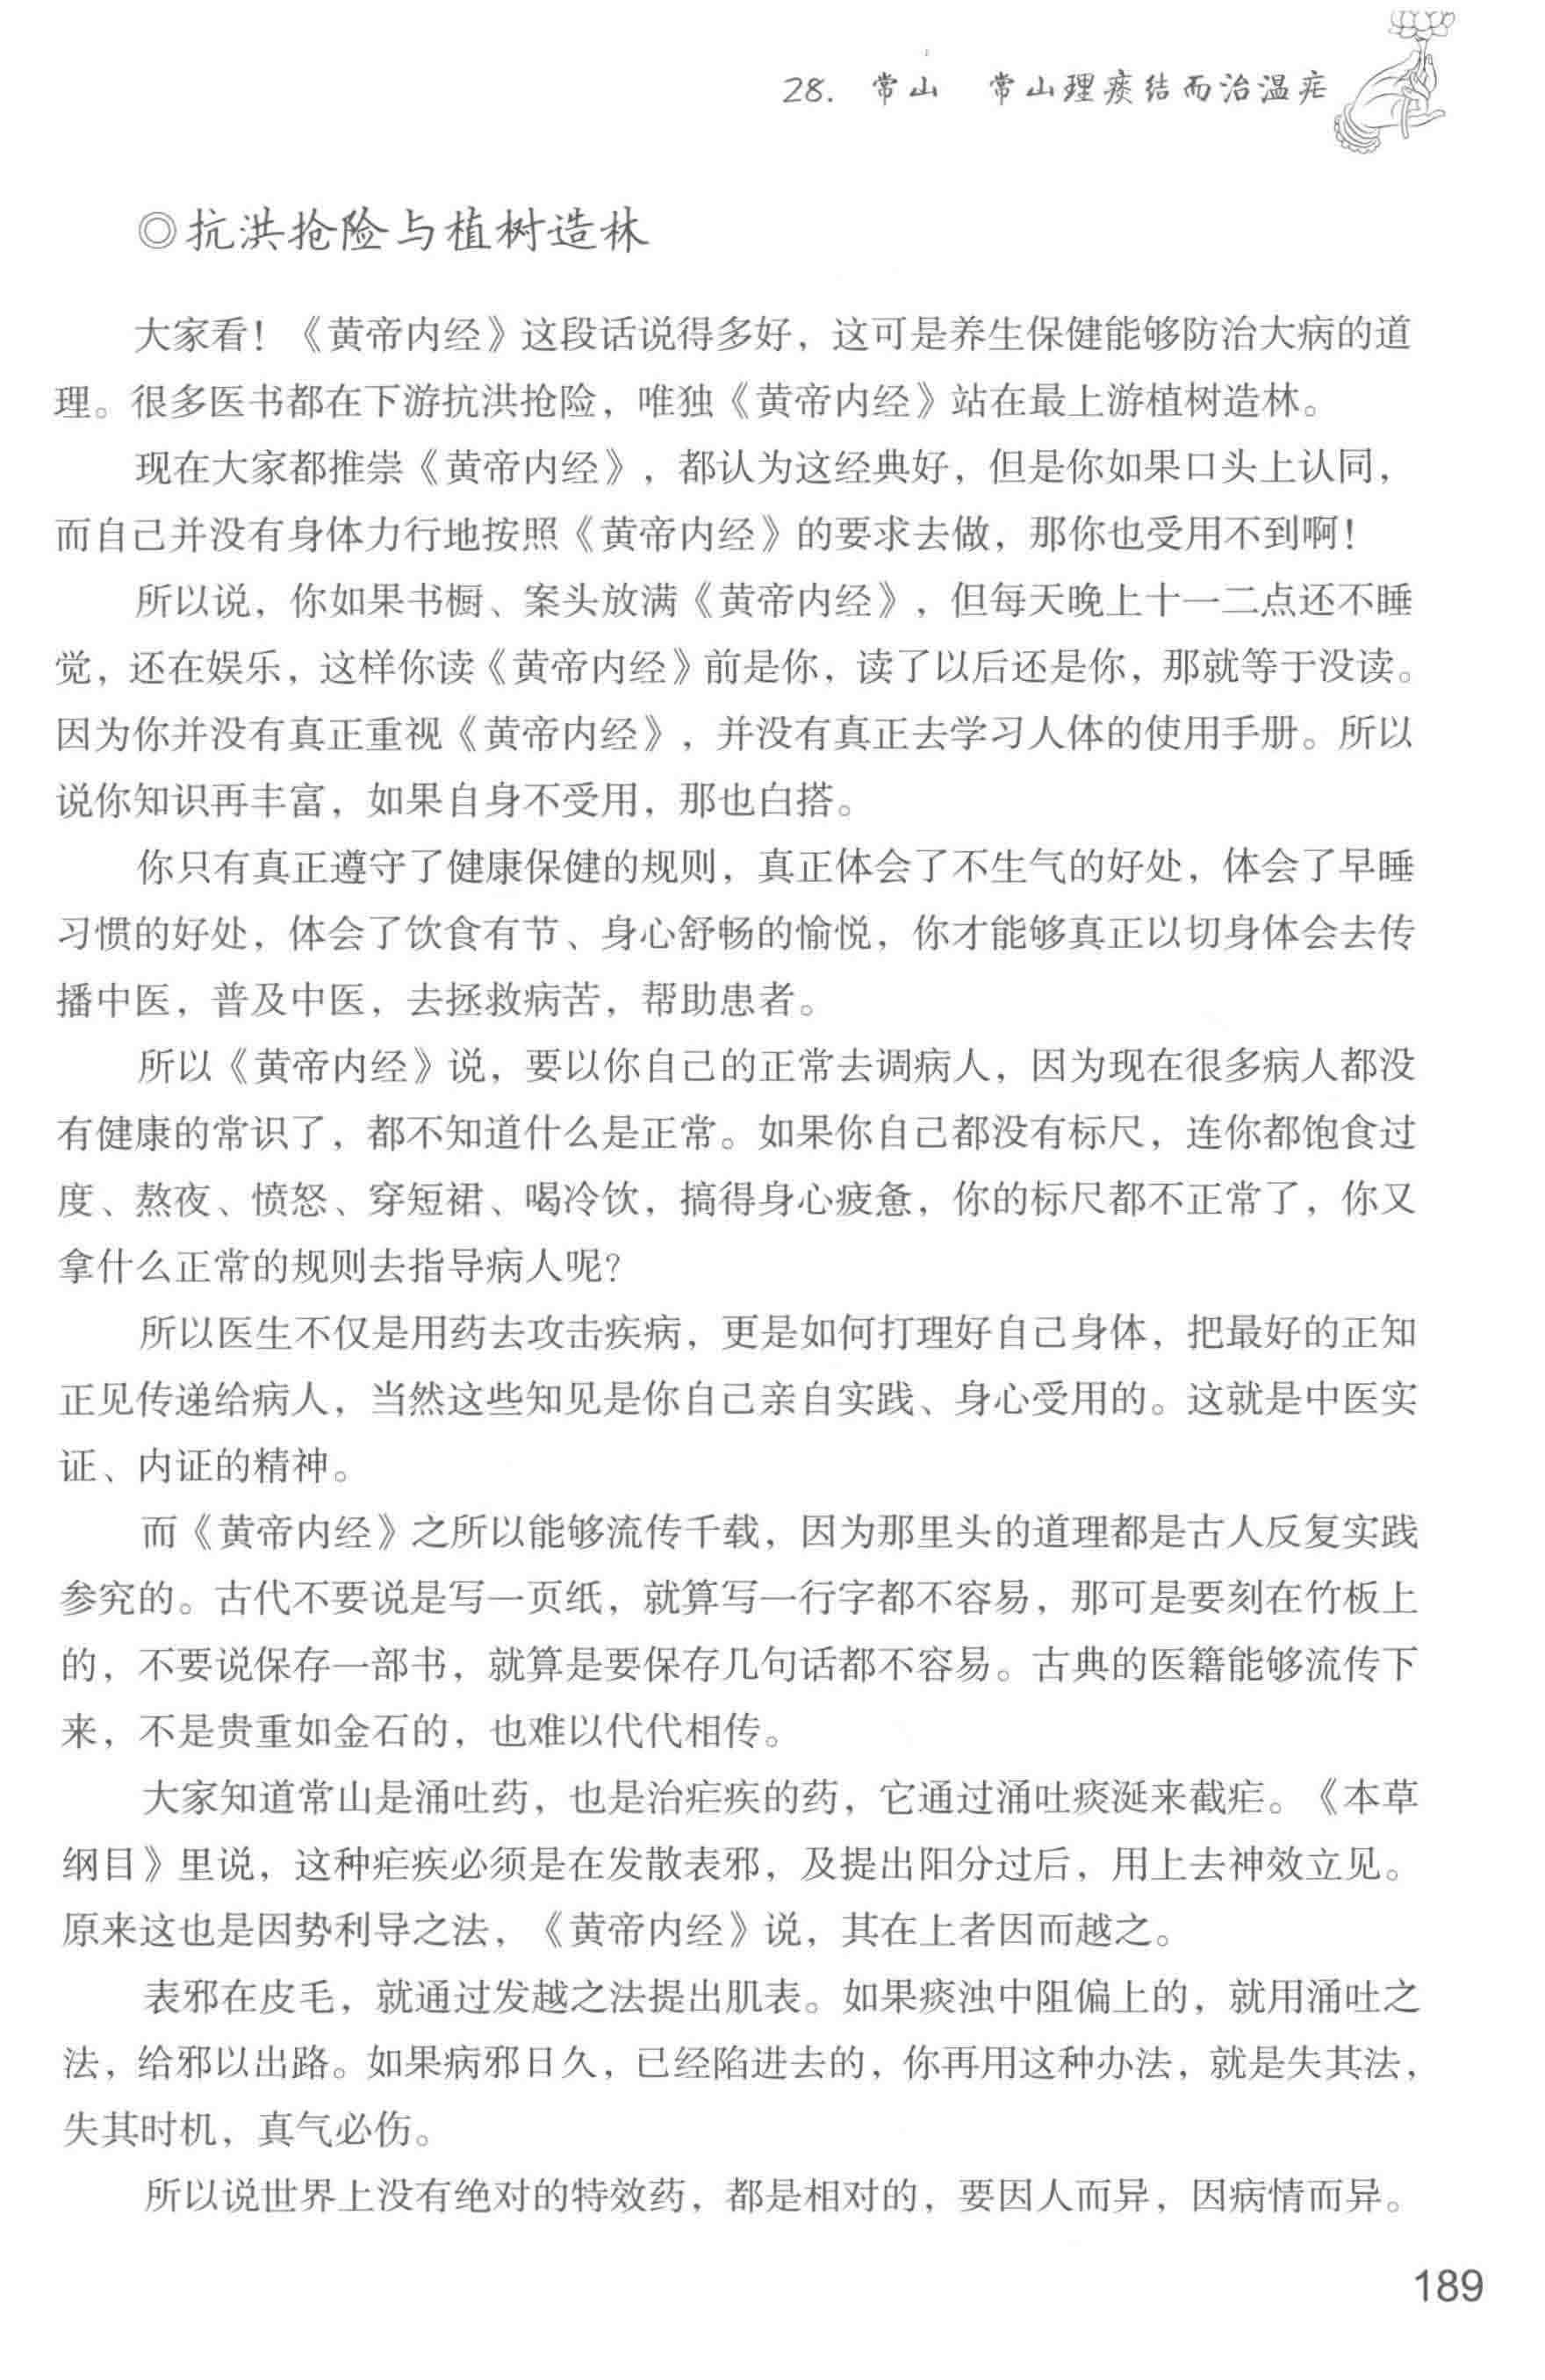 28. 常山 常山理痰结而治温疟
◎抗洪抢险与植树造林
大家看！《黄帝内经》这段话说得多好，这可是养生保健能够防治大病的道
理。很多医书都在下游抗洪抢险，唯独《黄帝内经》站在最上游植树造林。
现在大家都推崇《黄帝内经》，都认为这经典好，但是你如果口头上认同，
而自己并没有身体力行地按照《黄帝内经》的要求去做，那你也受用不到啊！
所以说，你如果书橱、案头放满《黄帝内经》，但每天晚上十一二点还不睡
觉，还在娱乐，这样你读《黄帝内经》前是你，读了以后还是你，那就等于没读。
因为你并没有真正重视《黄帝内经》，并没有真正去学习人体的使用手册。所以
说你知识再丰富，如果自身不受用，那也白搭。
你只有真正遵守了健康保健的规则，真正体会了不生气的好处，体会了早睡
习惯的好处，体会了饮食有节、身心舒畅的愉悦，你才能够真正以切身体会去传
播中医，普及中医，去拯救病苦，帮助患者。
所以《黄帝内经》说，要以你自己的正常去调病人，因为现在很多病人都没
有健康的常识了，都不知道什么是正常。如果你自己都没有标尺，连你都饱食过
度、熬夜、愤怒、穿短裙、喝冷饮，搞得身心疲惫，你的标尺都不正常了，你又
拿什么正常的规则去指导病人呢？
所以医生不仅是用药去攻击疾病，更是如何打理好自己身体，把最好的正知
正见传递给病人，当然这些知见是你自己亲自实践、身心受用的。这就是中医实
证、内证的精神。
而《黄帝内经》之所以能够流传千载，因为那里头的道理都是古人反复实践
参究的。古代不要说是写一页纸，就算写一行字都不容易，那可是要刻在竹板上
的，不要说保存一部书，就算是要保存几句话都不容易。古典的医籍能够流传下
来，不是贵重如金石的，也难以代代相传。
大家知道常山是涌吐药，也是治疟疾的药，它通过涌吐痰涎来截疟。《本草
纲目》里说，这种疟疾必须是在发散表邪，及提出阳分过后，用上去神效立见。
原来这也是因势利导之法，《黄帝内经》说，其在上者因而越之。
表邪在皮毛，就通过发越之法提出肌表。如果痰浊中阻偏上的，就用涌吐之
法，给邪以出路。如果病邪日久，已经陷进去的，你再用这种办法，就是失其法，
失其时机，真气必伤。
所以说世界上没有绝对的特效药，都是相对的，要因人而异，因病情而异。
189